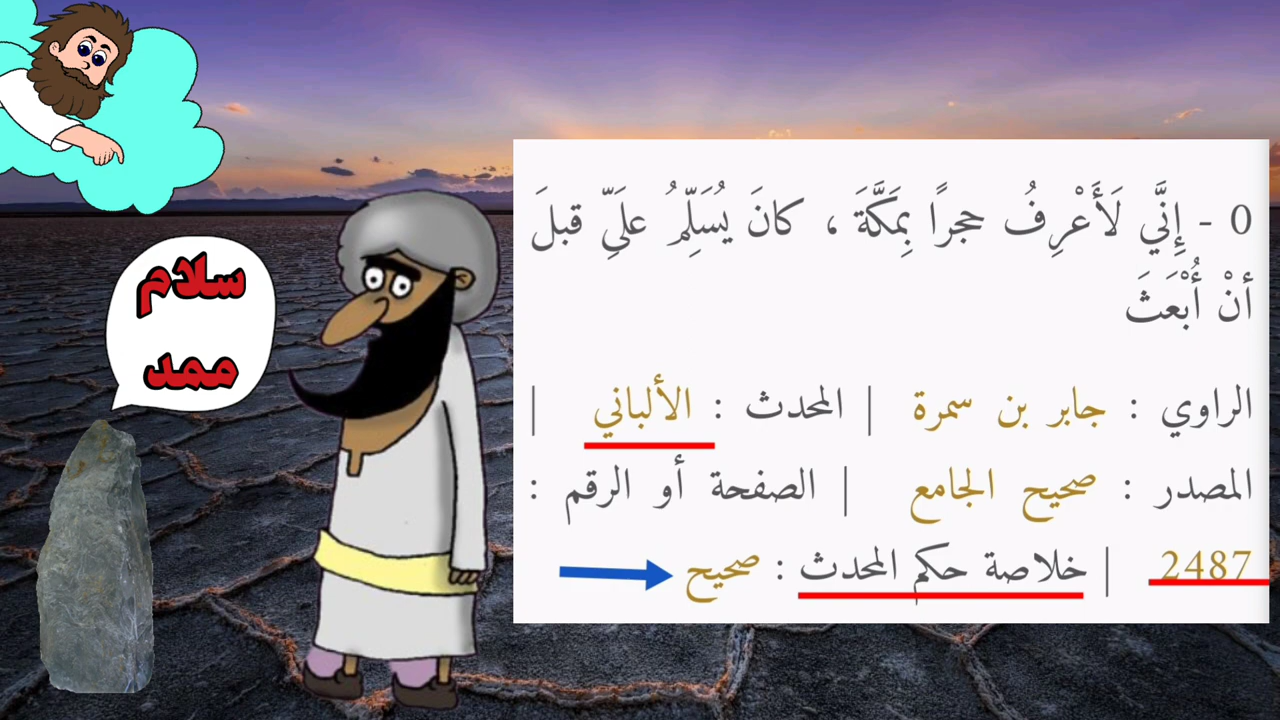 سلام
ممد
0 - إِنَّي لَأَعْرِفُ حجرًا بِمَكَّةَ ، كانَ يُسَلِّمُ علَيِّ قبلَ
أنْ أُبْعَثَ
الراوي : جابر بن سمرة | المحدث : الألباني |
المصدر : صحيح الجامع | الصفحة أو الرقم :
2487 | خلاصة حكم المحدث : صحيح